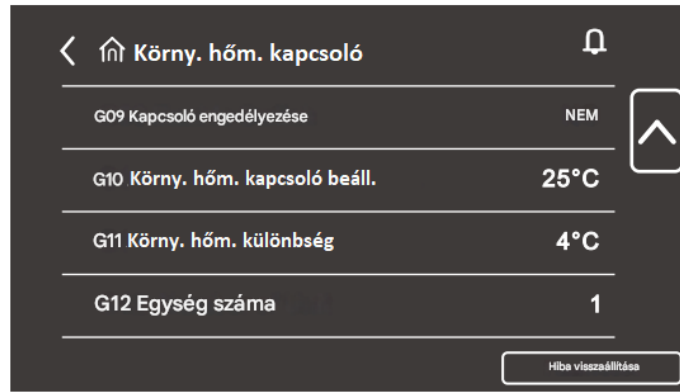 Körny. hőm. kapcsoló
G09 Kapcsoló engedélyezése NEM
G10 Körny. hőm. kapcsoló beáll. 25°C
G11 Körny. hőm. különbség 4°C
G12 Egység száma 1
Hiba visszaállítása